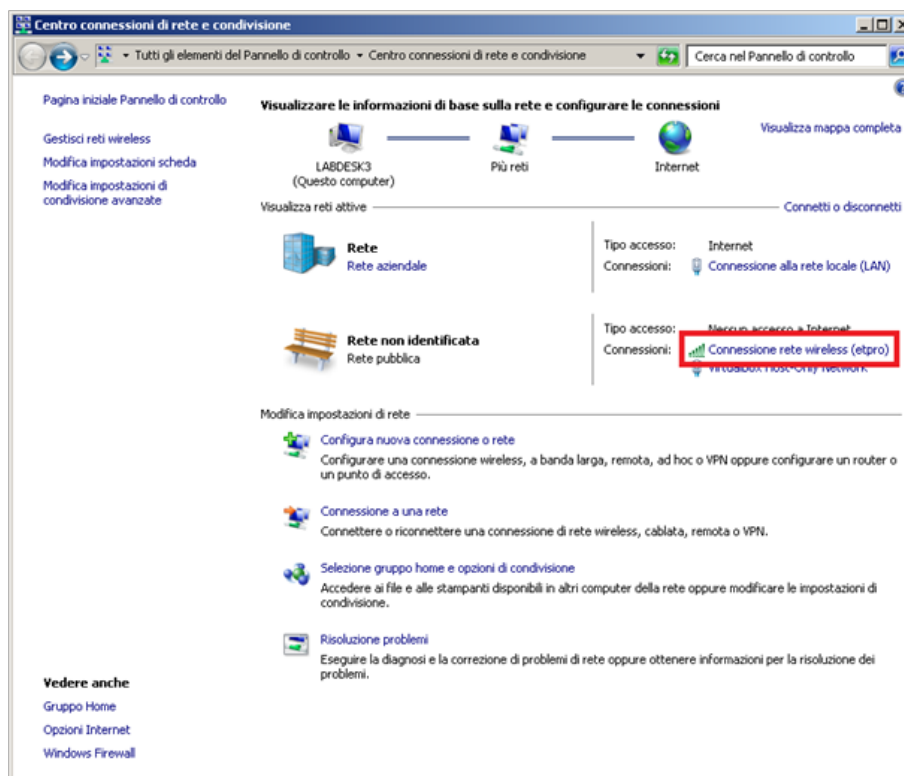 Centro connessioni di rete e condivisione
Tutti gli elementi del Pannello di controllo
Centro connessioni di rete e condivisione
Cerca nel Pannello di controllo
Pagina iniziale Pannello di controllo
Gestisci reti wireless
Modifica impostazioni scheda
Modifica impostazioni di
condivisione avanzate
Visualizzare le informazioni di base sulla rete e configurare le connessioni
Visualizza mappa completa
LABDESK3
(Questo computer)
Più reti
Internet
Visualizza reti attive
Connetti o disconnetti
Rete
Rete aziendale
Tipo accesso: Internet
Connessioni: Connessione alla rete locale (LAN)
Rete non identificata
Rete pubblica
Tipo accesso: Nessun accesso a Internet
Connessioni: Connessione rete wireless (etpro)
VirtualBox Host-Only Network
Modifica impostazioni di rete
Configura nuova connessione o rete
Configurare una connessione wireless, a banda larga, remota, ad hoc o VPN oppure configurare un router o
un punto di accesso.
Connessione a una rete
Connettere o riconnettere una connessione di rete wireless, cablata, remota o VPN.
Selezione gruppo home e opzioni di condivisione
Accedere ai file e alle stampanti disponibili in altri computer della rete oppure modificare le impostazioni di
condivisione.
Risoluzione problemi
Eseguire la diagnosi e la correzione di problemi di rete oppure ottenere informazioni per la risoluzione dei
problemi.
Vedere anche
Gruppo Home
Opzioni Internet
Windows Firewall